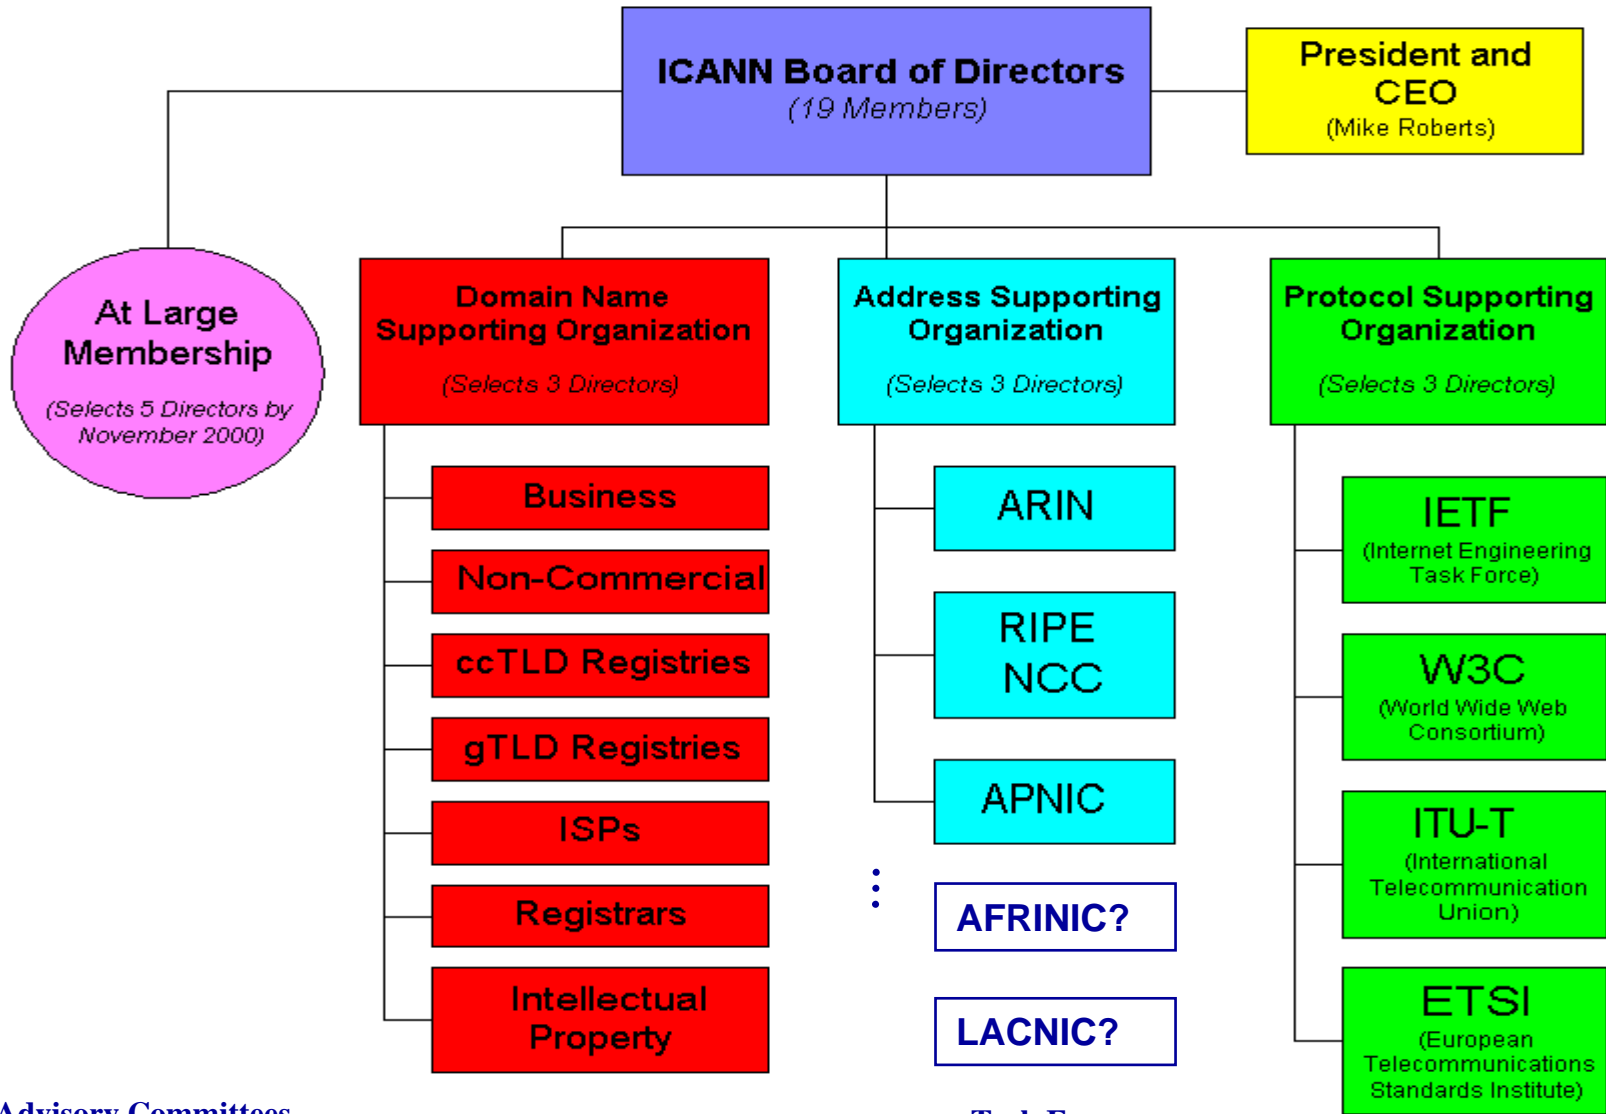 ICANN Board of Directors
(19 Members)
President and
CEO
(Mike Roberts)
At Large
Membership
(Selects 5 Directors by
November 2000)
Domain Name
Supporting Organization
(Selects 3 Directors)
Business
Non-Commercial
ccTLD Registries
gTLD Registries
ISPs
Registrars
Intellectual
Property
Address Supporting
Organization
(Selects 3 Directors)
ARIN
RIPE
NCC
APNIC
AFRINIC?
LACNIC?
Protocol Supporting
Organization
(Selects 3 Directors)
IETF
(Internet Engineering
Task Force)
W3C
(World Wide Web
Consortium)
ITU-T
(International
Telecommunication
Union)
ETSI
(European
Telecommunications
Standards Institute)
Advisory Committees